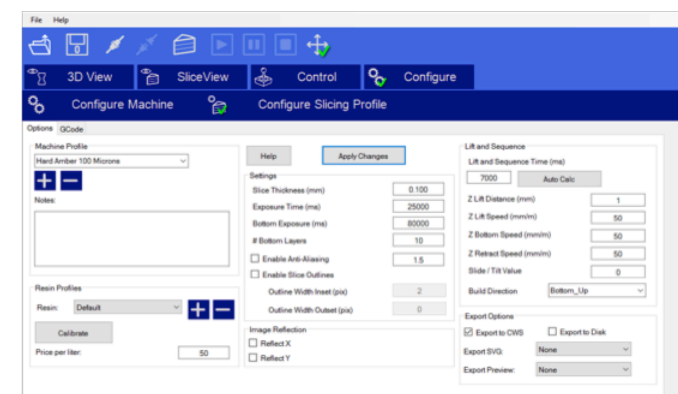 File Help
3D View SliceView Control Configure
Configure Machine Configure Slicing Profile
Options GCode
Machine Profile
Hard Amber 100 Microns
Notes:
Resin Profiles
Resin: Default
Calibrate
Price per liter: 50
Help Apply Changes
Settings
Slice Thickness (mm) 0.100
Exposure Time (ms) 25000
Bottom Exposure (ms) 80000
# Bottom Layers 10
Enable Anti-Aliasing 1.5
Enable Slice Outlines
Outline Width Inset (pix) 2
Outline Width Outset (pix) 0
Image Reflection
Reflect X
Reflect Y
Lift and Sequence
Lift and Sequence Time (ms)
7000 Auto Calc
Z Lift Distance (mm) 1
Z Lift Speed (mm/m) 50
Z Bottom Speed (mm/m) 50
Z Retract Speed (mm/m) 50
Slide / Tilt Value 0
Build Direction Bottom_Up
Export Options
Export to CWS Export to Disk
Export SVG: None
Export Preview: None